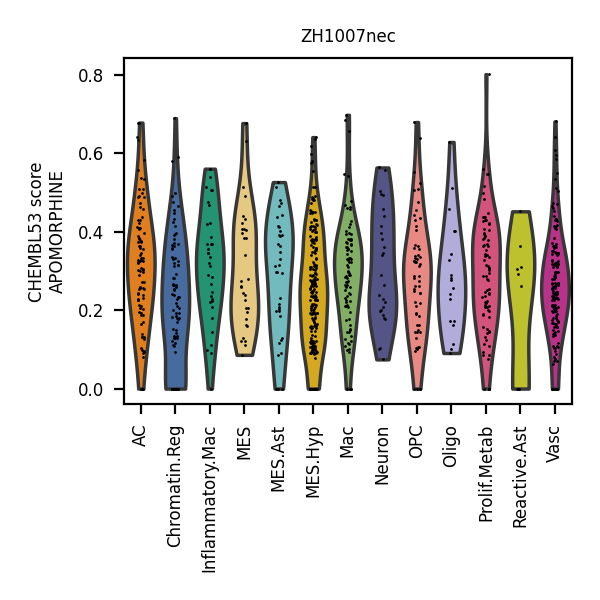 ZH1007nec
CHEMBL53 score
APOMORPHINE
0.8
0.6
0.4
0.2
0.0
AC
Chromatin.Reg
Inflammatory.Mac
MES
MES.Ast
MES.Hyp
Mac
Neuron
OPC
Oligo
Prolif.Metab
Reactive.Ast
Vasc